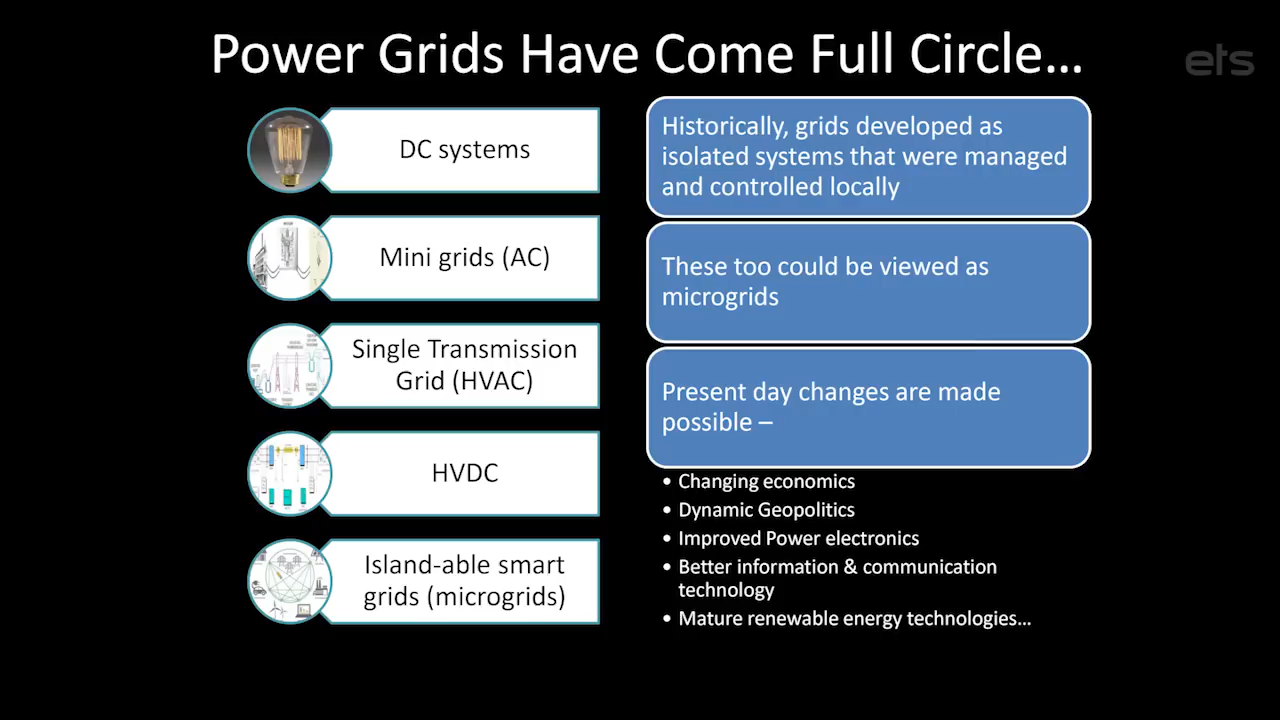 Power Grids Have Come Full Circle...
ets
DC systems
Mini grids (AC)
Single Transmission
Grid (HVAC)
HVDC
Island-able smart
grids (microgrids)
Historically, grids developed as
isolated systems that were managed
and controlled locally
These too could be viewed as
microgrids
Present day changes are made
possible –
• Changing economics
• Dynamic Geopolitics
• Improved Power electronics
• Better information & communication
technology
• Mature renewable energy technologies...